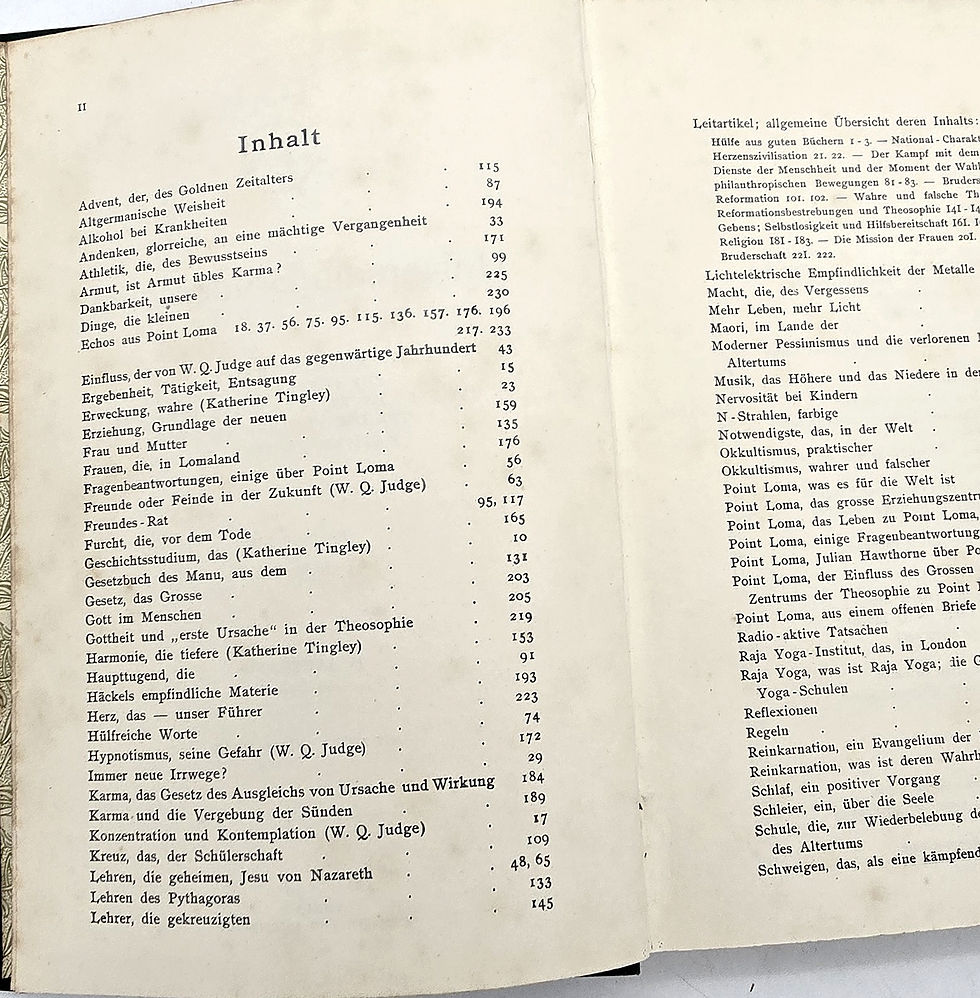 II
Inhalt
Advent, der, des Goldnen Zeitalters 115
Altgermanische Weisheit 87
Alkohol bei Krankheiten 194
Andenken, glorreiche, an eine mächtige Vergangenheit 33
Athletik, die, des Bewusstseins 171
Armut, ist Armut übles Karma? 99
Dankbarkeit, unsere 225
Dinge, die kleinen 230
Echos aus Point Loma 18. 37. 56. 75. 95. 115. 136. 157. 176. 196
217. 233
Einfluss, der von W. Q. Judge auf das gegenwärtige Jahrhundert 43
Ergebenheit, Tätigkeit, Entsagung 15
Erweckung, wahre (Katherine Tingley) 23
Erziehung, Grundlage der neuen 159
Frau und Mutter 135
Frauen, die, in Lomaland 176
Fragenbeantwortungen, einige über Point Loma 56
Freunde oder Feinde in der Zukunft (W. Q. Judge) 63
Freundes-Rat 95, 117
Furcht, die, vor dem Tode 165
Geschichtsstudium, das (Katherine Tingley) 10
Gesetzbuch des Manu, aus dem 131
Gesetz, das Grosse 203
Gott im Menschen 205
Gottheit und „erste Ursache“ in der Theosophie 219
Harmonie, die tiefere (Katherine Tingley) 153
Haupttugend, die 91
Häckels empfindliche Materie 193
Herz, das — unser Führer 223
Hülfreiche Worte 74
Hypnotismus, seine Gefahr (W. Q. Judge) 172
Immer neue Irrwege? 29
Karma, das Gesetz des Ausgleichs von Ursache und Wirkung 184
Karma und die Vergebung der Sünden 189
Konzentration und Kontemplation (W. Q. Judge) 17
Kreuz, das, der Schülerschaft 109
Lehren, die geheimen, Jesu von Nazareth 48, 65
Lehren des Pythagoras 133
Lehrer, die gekreuzigten 145
Leitartikel; allgemeine Übersicht deren Inhalts:
Hülfe aus guten Büchern 1-3. — National-Charakt
Herzenszivilisation 21. 22. — Der Kampf mit dem
Dienste der Menschheit und der Moment der Wahl
philanthropischen Bewegungen 81-83. — Bruders
Reformation 101. 102. — Wahre und falsche Th
Reformationsbestrebungen und Theosophie 141-14
Gebens; Selbstlosigkeit und Hilfsbereitschaft 161.
Religion 181-183. — Die Mission der Frauen 201.
Bruderschaft 221. 222.
Lichtelektrische Empfindlichkeit der Metalle
Macht, die, des Vergessens
Mehr Leben, mehr Licht
Maori, im Lande der
Moderner Pessimismus und die verlorenen
Altertums
Musik, das Höhere und das Niedere in der
Nervosität bei Kindern
N-Strahlen, farbige
Notwendigste, das, in der Welt
Okkultismus, praktischer
Okkultismus, wahrer und falscher
Point Loma, was es für die Welt ist
Point Loma, das grosse Erziehungszentru
Point Loma, das Leben zu Point Loma,
Point Loma, einige Fragenbeantwortung
Point Loma, Julian Hawthorne über Po
Point Loma, der Einfluss des Grossen
Zentrums der Theosophie zu Point
Point Loma, aus einem offenen Briefe
Radio-aktive Tatsachen
Raja Yoga-Institut, das, in London
Raja Yoga, was ist Raja Yoga; die
Yoga-Schulen
Reflexionen
Regeln
Reinkarnation, ein Evangelium der
Reinkarnation, was ist deren Wahrh
Schlaf, ein positiver Vorgang
Schleier, ein, über die Seele
Schule, die, zur Wiederbelebung de
des Altertums
Schweigen, das, als eine kämpfend